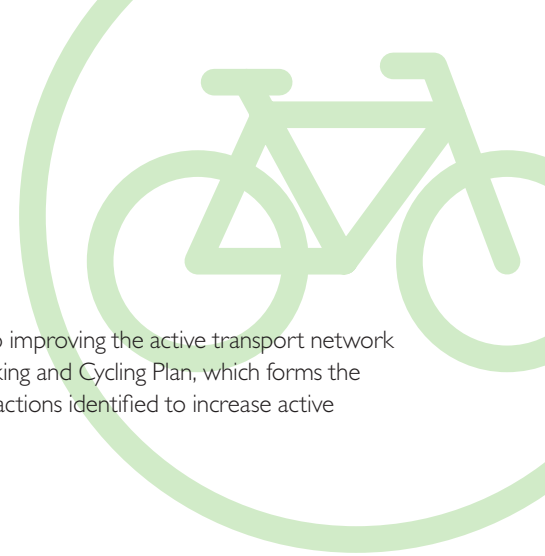 improving the active transport network
king and Cycling Plan, which forms the
actions identified to increase active